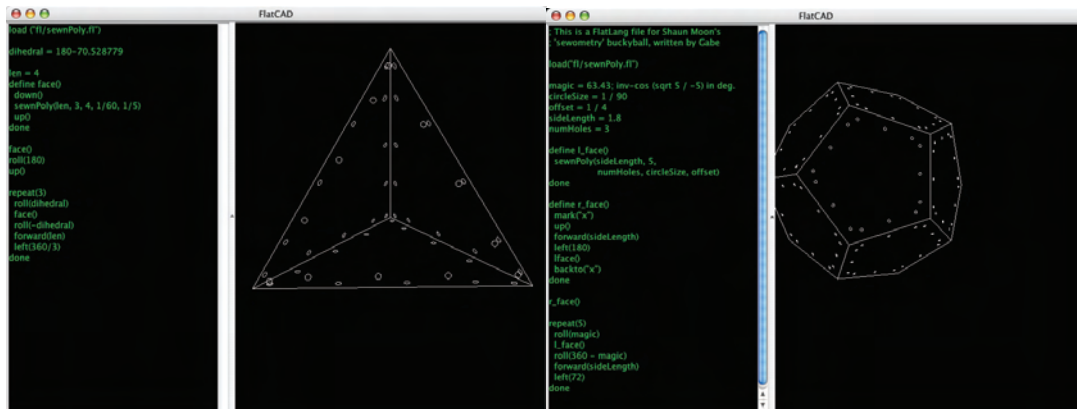 FlatCAD
load ("fl/sewnPoly.fl")
dihedral = 180-70.528779
len = 4
define face()
down()
sewnPoly(len, 3, 4, 1/60, 1/5)
up()
done
face()
roll(180)
up()
repeat(3)
roll(dihedral)
face()
roll(-dihedral)
forward(len)
left(360/3)
done
FlatCAD
; This is a FlatLang file for Shaun Moon's
; 'sewometry' buckyball, written by Gabe
load("fl/sewnPoly.fl")
magic = 63.43; inv-cos (sqrt 5 / -5) in deg.
circleSize = 1 / 90
offset = 1 / 4
sideLength = 1.8
numHoles = 3
define l_face()
sewnPoly(sideLength, 5,
numHoles, circleSize, offset)
done
define r_face()
mark("x")
up()
forward(sideLength)
left(180)
lface()
backto("x")
done
r_face()
repeat(5)
roll(magic)
l_face()
roll(360 - magic)
forward(sideLength)
left(72)
done